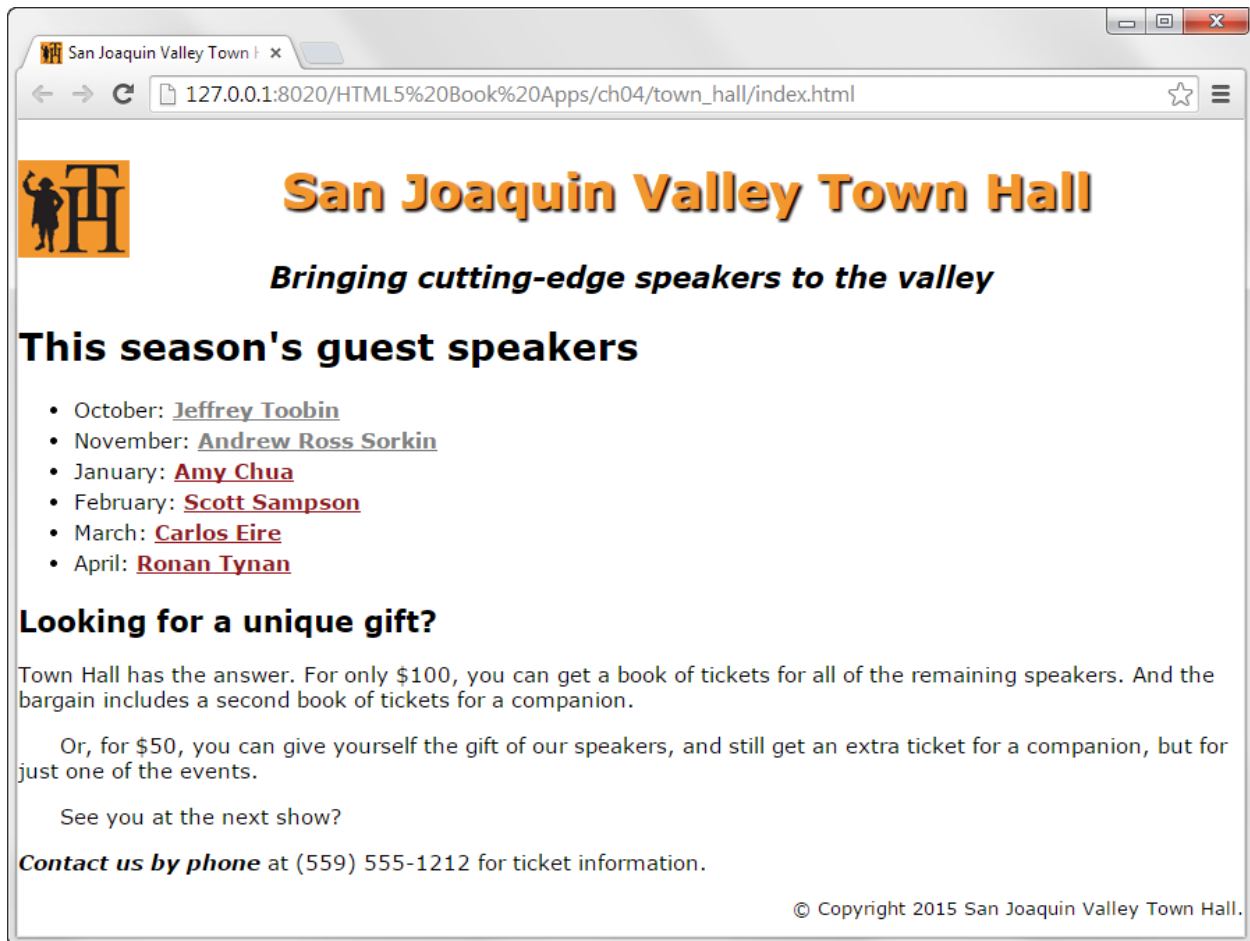 San Joaquin Valley Town H
127.0.0.1:8020/HTML5%20Book%20Apps/ch04/town_hall/index.html
TH
San Joaquin Valley Town Hall
Bringing cutting-edge speakers to the valley
This season's guest speakers
• October: Jeffrey Toobin
• November: Andrew Ross Sorkin
• January: Amy Chua
• February: Scott Sampson
• March: Carlos Eire
• April: Ronan Tynan
Looking for a unique gift?
Town Hall has the answer. For only $100, you can get a book of tickets for all of the remaining speakers. And the
bargain includes a second book of tickets for a companion.
Or, for $50, you can give yourself the gift of our speakers, and still get an extra ticket for a companion, but for
just one of the events.
See you at the next show?
Contact us by phone at (559) 555-1212 for ticket information.
© Copyright 2015 San Joaquin Valley Town Hall.